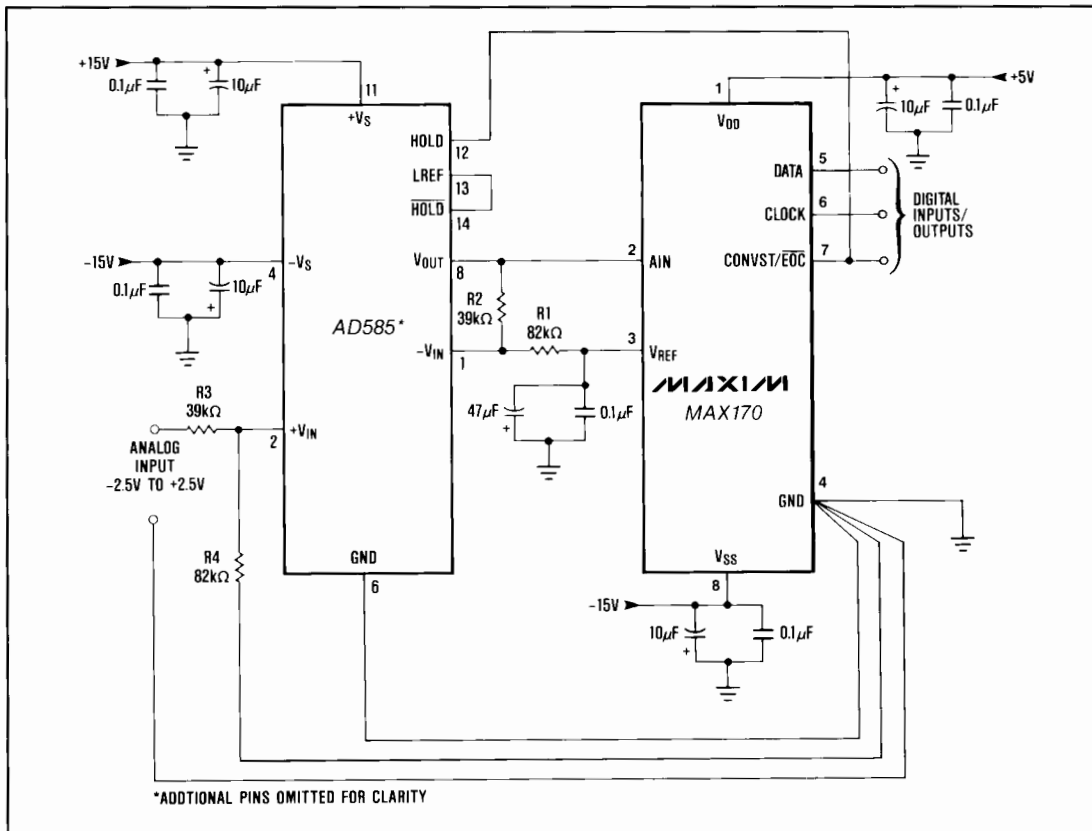 +15V
0.1µF
+
10µF
11
+VS
HOLD
12
LREF
13
HOLD
14
-15V
4
-VS
0.1µF
10µF
+
VOUT
8
AD585*
-VIN
1
R2
39kΩ
R1
82kΩ
47µF
+
0.1µF
R3
39kΩ
2
+VIN
ANALOG
INPUT
-2.5V TO +2.5V
R4
82kΩ
GND
6
1
VDD
+5V
+
10µF
0.1µF
DATA
5
CLOCK
6
CONVST/EOC
7
DIGITAL
INPUTS/
OUTPUTS
2
AIN
3
VREF
MAXIM
MAX170
4
GND
VSS
8
-15V
10µF
+
0.1µF
*ADDTIONAL PINS OMITTED FOR CLARITY